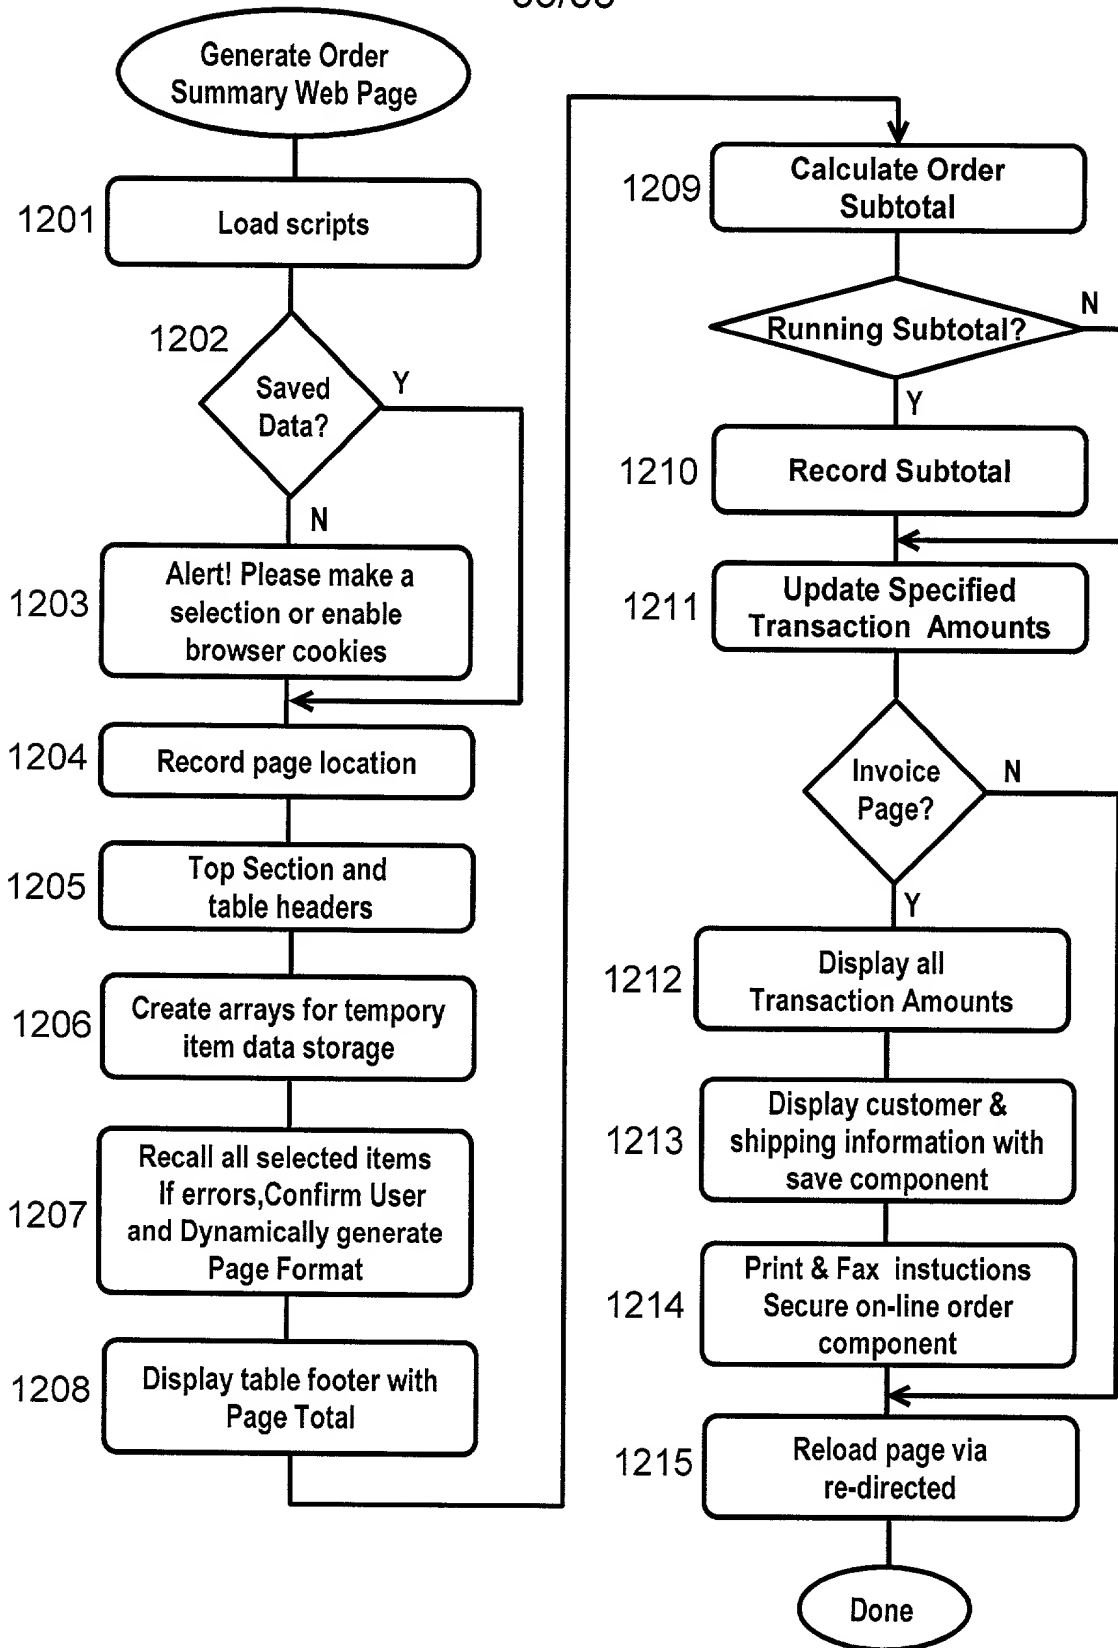 Generate Order
Summary Web Page
1201
Load scripts
1202
Saved
Data?
Y
N
1203
Alert! Please make a
selection or enable
browser cookies
1204
Record page location
1205
Top Section and
table headers
1206
Create arrays for tempory
item data storage
1207
Recall all selected items
If errors,Confirm User
and Dynamically generate
Page Format
1208
Display table footer with
Page Total
1209
Calculate Order
Subtotal
Running Subtotal?
N
Y
1210
Record Subtotal
1211
Update Specified
Transaction Amounts
Invoice
Page?
N
Y
1212
Display all
Transaction Amounts
1213
Display customer &
shipping information with
save component
1214
Print & Fax instuctions
Secure on-line order
component
1215
Reload page via
re-directed
Done